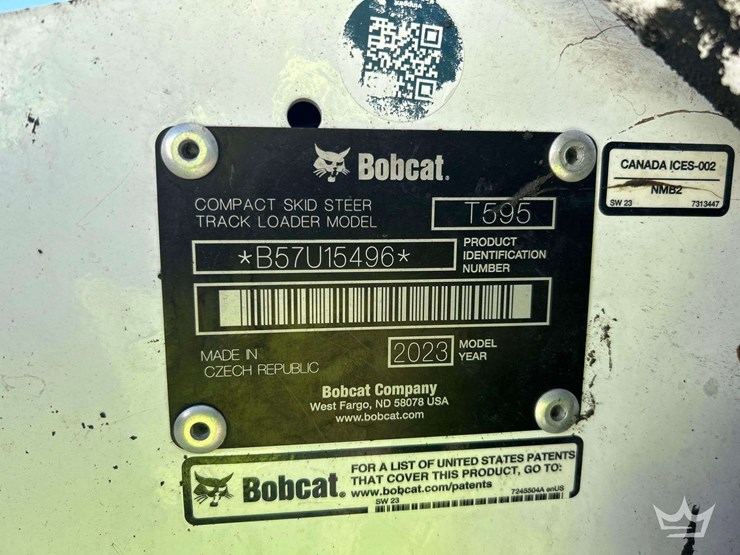 Bobcat.
COMPACT SKID STEER
TRACK LOADER MODEL
T595
*B57U15496*
PRODUCT
IDENTIFICATION
NUMBER
MADE IN
CZECH REPUBLIC
2023
MODEL
YEAR
Bobcat Company
West Fargo, ND 58078 USA
www.bobcat.com
CANADA ICES-002
NMB2
SW 23 7313447
Bobcat.
FOR A LIST OF UNITED STATES PATENTS
THAT COVER THIS PRODUCT, GO TO:
www.bobcat.com/patents
SW 23 7245504A enUS